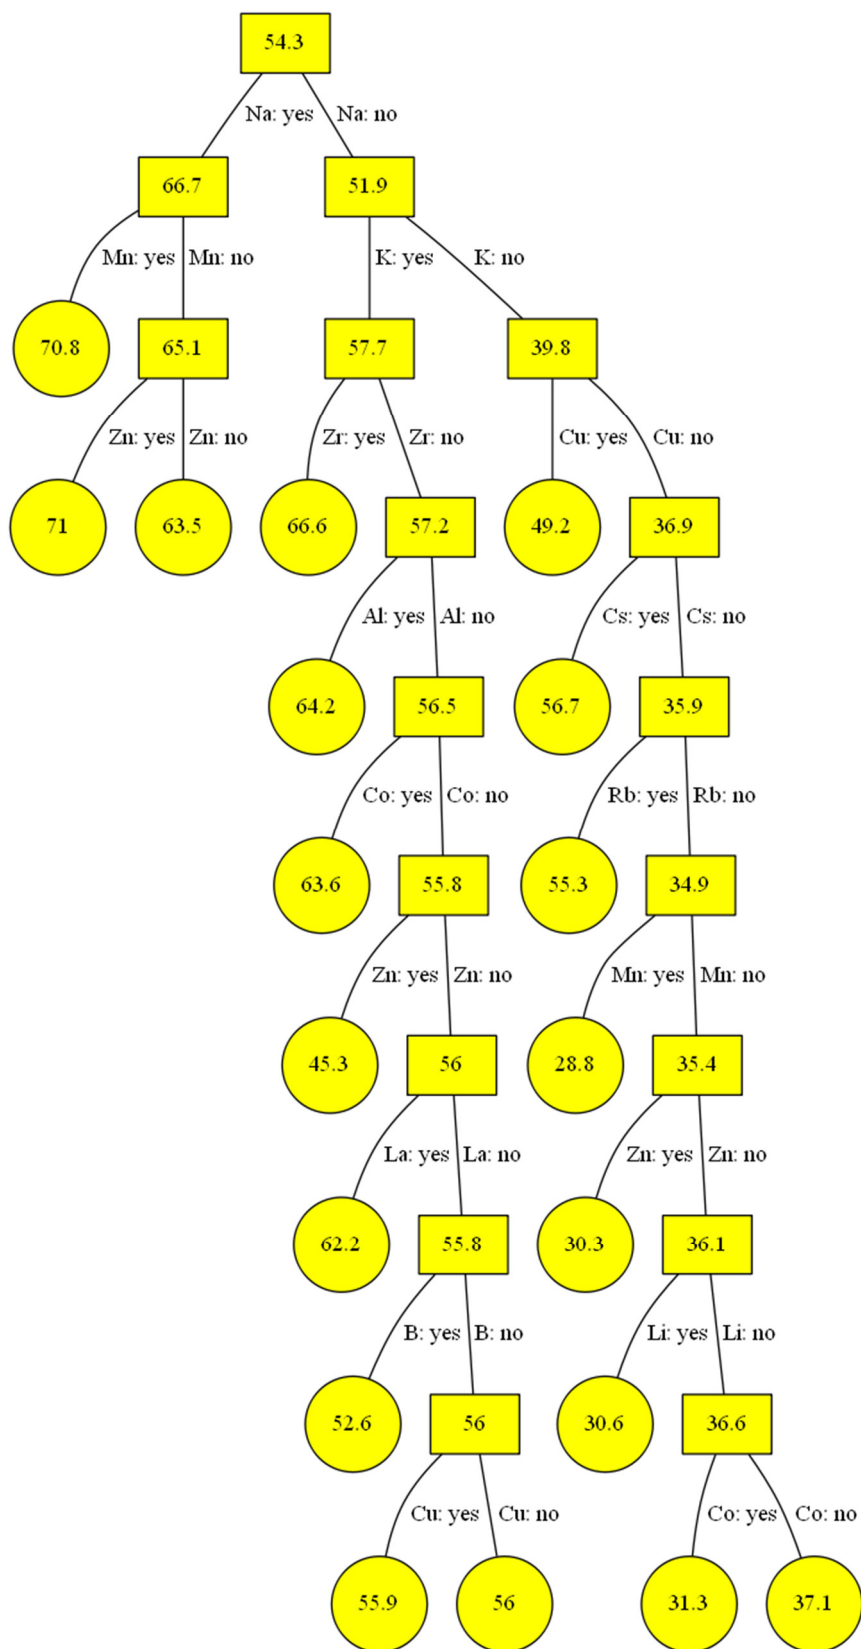 54.3
Na: yes Na: no
66.7 51.9
Mn: yes Mn: no K: yes K: no
70.8 65.1 57.7 39.8
Zn: yes Zn: no Zr: yes Zr: no Cu: yes Cu: no
71 63.5 66.6 57.2 49.2 36.9
Al: yes Al: no Cs: yes Cs: no
64.2 56.5 56.7 35.9
Co: yes Co: no Rb: yes Rb: no
63.6 55.8 55.3 34.9
Zn: yes Zn: no Mn: yes Mn: no
45.3 56 28.8 35.4
La: yes La: no Zn: yes Zn: no
62.2 55.8 30.3 36.1
B: yes B: no Li: yes Li: no
52.6 56 30.6 36.6
Cu: yes Cu: no Co: yes Co: no
55.9 56 31.3 37.1